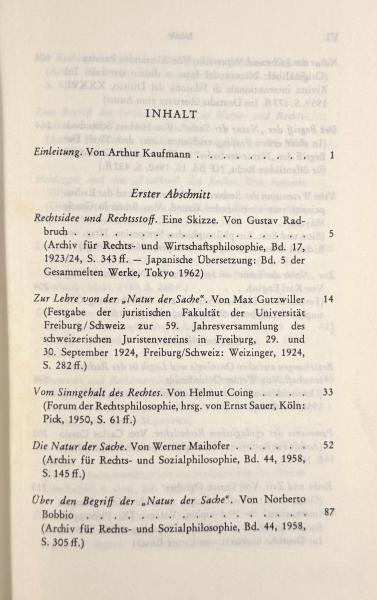 INHALT
Einleitung. Von Arthur Kaufmann . . . . . . . . . 1
Erster Abschnitt
Rechtsidee und Rechtsstoff. Eine Skizze. Von Gustav Rad-
bruch . . . . . . . . . . . . . . . . 5
(Archiv für Rechts- und Wirtschaftsphilosophie, Bd. 17,
1923/24, S. 343 ff. — Japanische Übersetzung: Bd. 5 der
Gesammelten Werke, Tokyo 1962)
Zur Lehre von der „Natur der Sache“. Von Max Gutzwiller 14
(Festgabe der juristischen Fakultät der Universität
Freiburg/Schweiz zur 59. Jahresversammlung des
schweizerischen Juristenvereins in Freiburg, 29. und
30. September 1924, Freiburg/Schweiz: Weizinger, 1924,
S. 282 ff.)
Vom Sinngehalt des Rechtes. Von Helmut Coing . . . . 33
(Forum der Rechtsphilosophie, hrsg. von Ernst Sauer, Köln:
Pick, 1950, S. 61 ff.)
Die Natur der Sache. Von Werner Maihofer . . . . . 52
(Archiv für Rechts- und Sozialphilosophie, Bd. 44, 1958,
S. 145 ff.)
Über den Begriff der „Natur der Sache“. Von Norberto
Bobbio . . . . . . . . . . . . . . . . 87
(Archiv für Rechts- und Sozialphilosophie, Bd. 44, 1958,
S. 305 ff.)